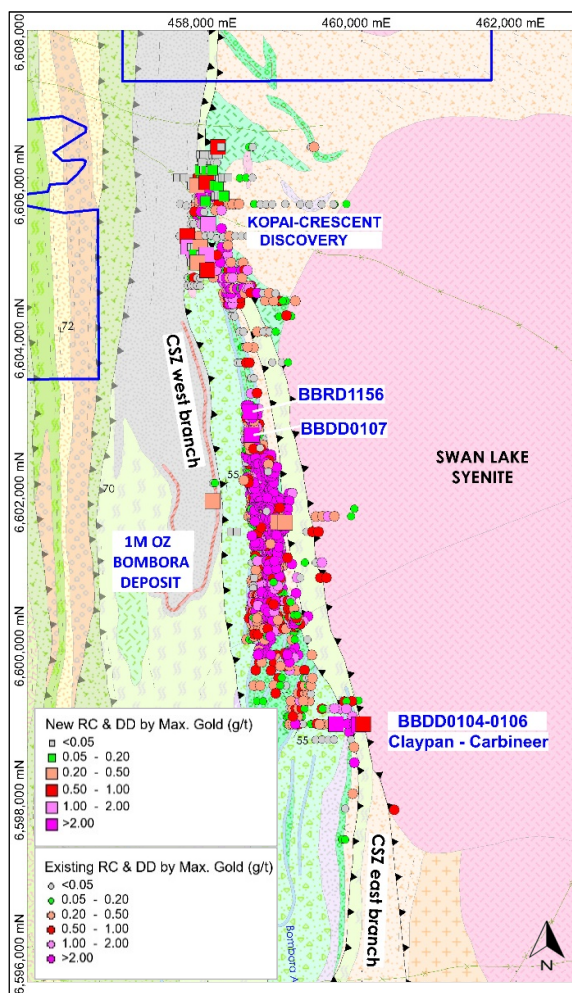 458,000 mE
460,000 mE
462,000 mE
6,608,000 mN
6,606,000 mN
KOPAI-CRESCENT
DISCOVERY
6,604,000 mN
72
CSZ west branch
BBRD1156
BBDD0107
SWAN LAKE
SYENITE
55
70
6,602,000 mN
1M OZ
BOMBORA
DEPOSIT
6,600,000 mN
New RC & DD by Max. Gold (g/t)
<0.05
0.05 - 0.20
0.20 - 0.50
0.50 - 1.00
1.00 - 2.00
>2.00
BBDD0104-0106
Claypan - Carbineer
55
6,598,000 mN
Existing RC & DD by Max. Gold (g/t)
<0.05
0.05 - 0.20
0.20 - 0.50
0.50 - 1.00
1.00 - 2.00
>2.00
CSZ east branch
Bombara A
N
6,596,000 mN